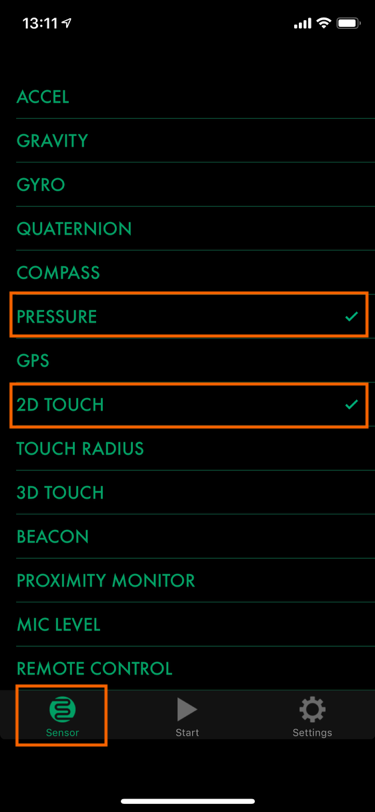 13:11
ACCEL
GRAVITY
GYRO
QUATERNION
COMPASS
PRESSURE
GPS
2D TOUCH
TOUCH RADIUS
3D TOUCH
BEACON
PROXIMITY MONITOR
MIC LEVEL
REMOTE CONTROL
Sensor Start Settings